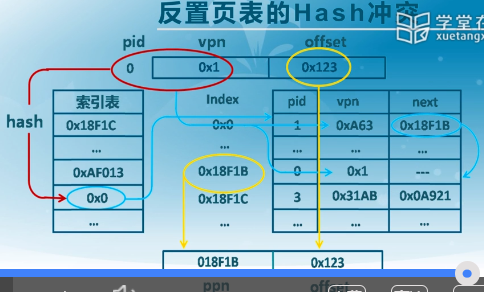 反置页表的Hash冲突
学堂在
xuetangx
pid vpn offset
0 0x1 0x123
索引表 Index pid vpn next
hash
0x18F1C 0x0 1 0xA63 0x18F1B
... ... ... ... ...
0xAF013 0x18F1B 0 0x1 ---
0x0 0x18F1C 3 0x31AB 0x0A921
... ... ... ... ...
018F1B 0x123
ppn offset